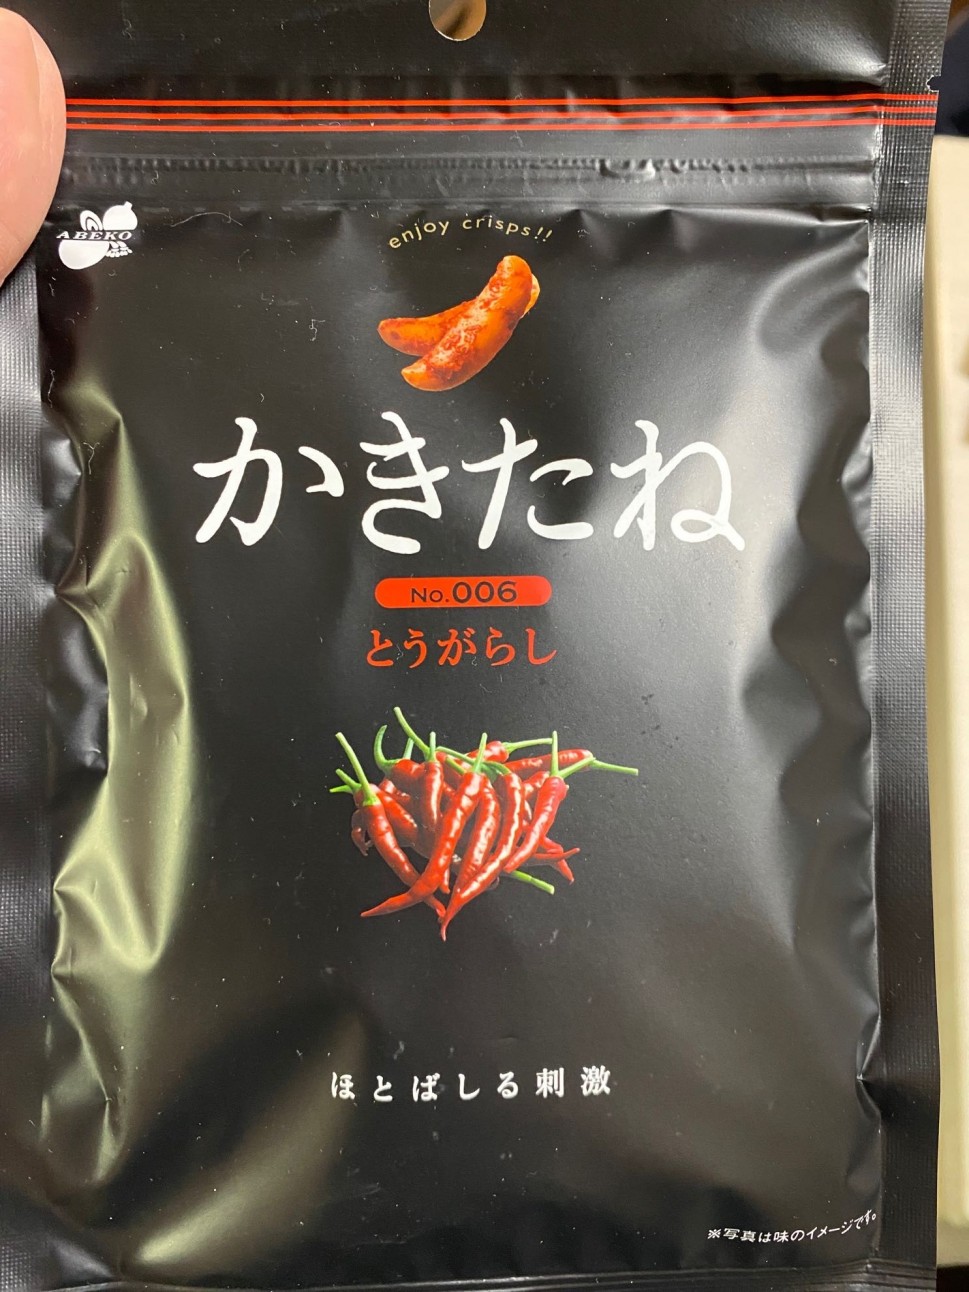 ABEKO
enjoy crisps!!
かきたね
No.006
とうがらし
ほとばしる刺激
※写真は味のイメージです。